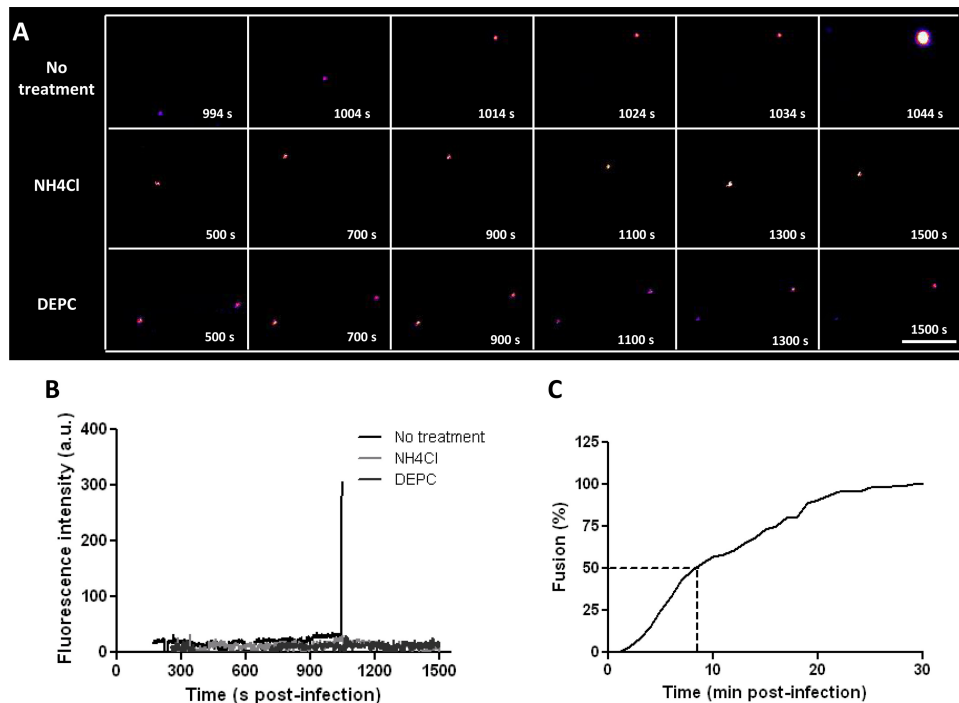 A
No
treatment
994 s
1004 s
1014 s
1024 s
1034 s
1044 s
NH4Cl
500 s
700 s
900 s
1100 s
1300 s
1500 s
DEPC
500 s
700 s
900 s
1100 s
1300 s
1500 s
B
Fluorescence intensity (a.u.)
400
300
200
100
0
0
300
600
900
1200
1500
Time (s post-infection)
No treatment
NH4Cl
DEPC
C
Fusion (%)
125
100
75
50
25
0
0
10
20
30
Time (min post-infection)